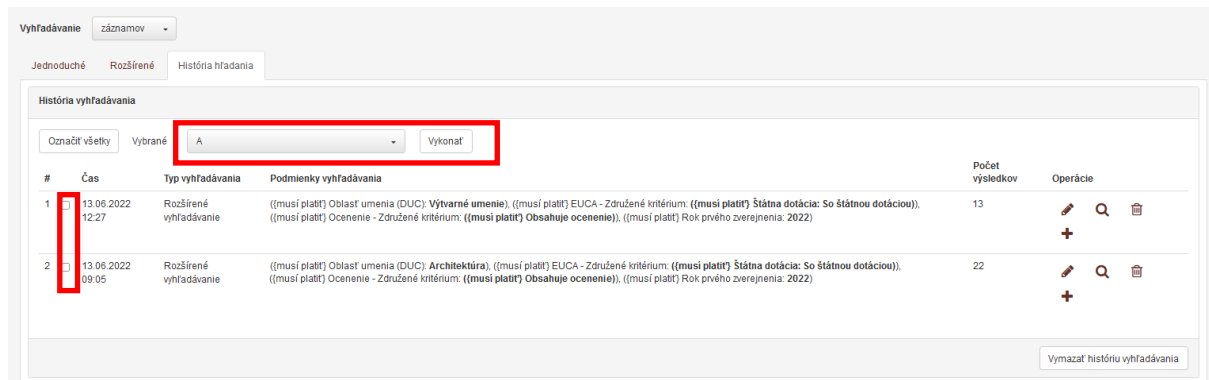 Vyhľadávanie záznamov
Jednoduché Rozšírené História hľadania
História vyhľadávania
Označiť všetky Vybrané A Vykonať
# Čas Typ vyhľadávania Podmienky vyhľadávania Počet výsledkov Operácie
1 13.06.2022 Rozšírené ({musí platiť} Oblasť umenia (DUC): Výtvarné umenie), ({musí platiť} EUCA - Združené kritérium: ({musí platiť} Štátna dotácia: So štátnou dotáciou)), 13
12:27 vyhľadávanie ({musí platiť} Ocenenie - Združené kritérium: ({musí platiť} Obsahuje ocenenie)), ({musí platiť} Rok prvého zverejnenia: 2022)
2 13.06.2022 Rozšírené ({musí platiť} Oblasť umenia (DUC): Architektúra), ({musí platiť} EUCA - Združené kritérium: ({musí platiť} Štátna dotácia: So štátnou dotáciou)), 22
09:05 vyhľadávanie ({musí platiť} Ocenenie - Združené kritérium: ({musí platiť} Obsahuje ocenenie)), ({musí platiť} Rok prvého zverejnenia: 2022)
Vymazať históriu vyhľadávania